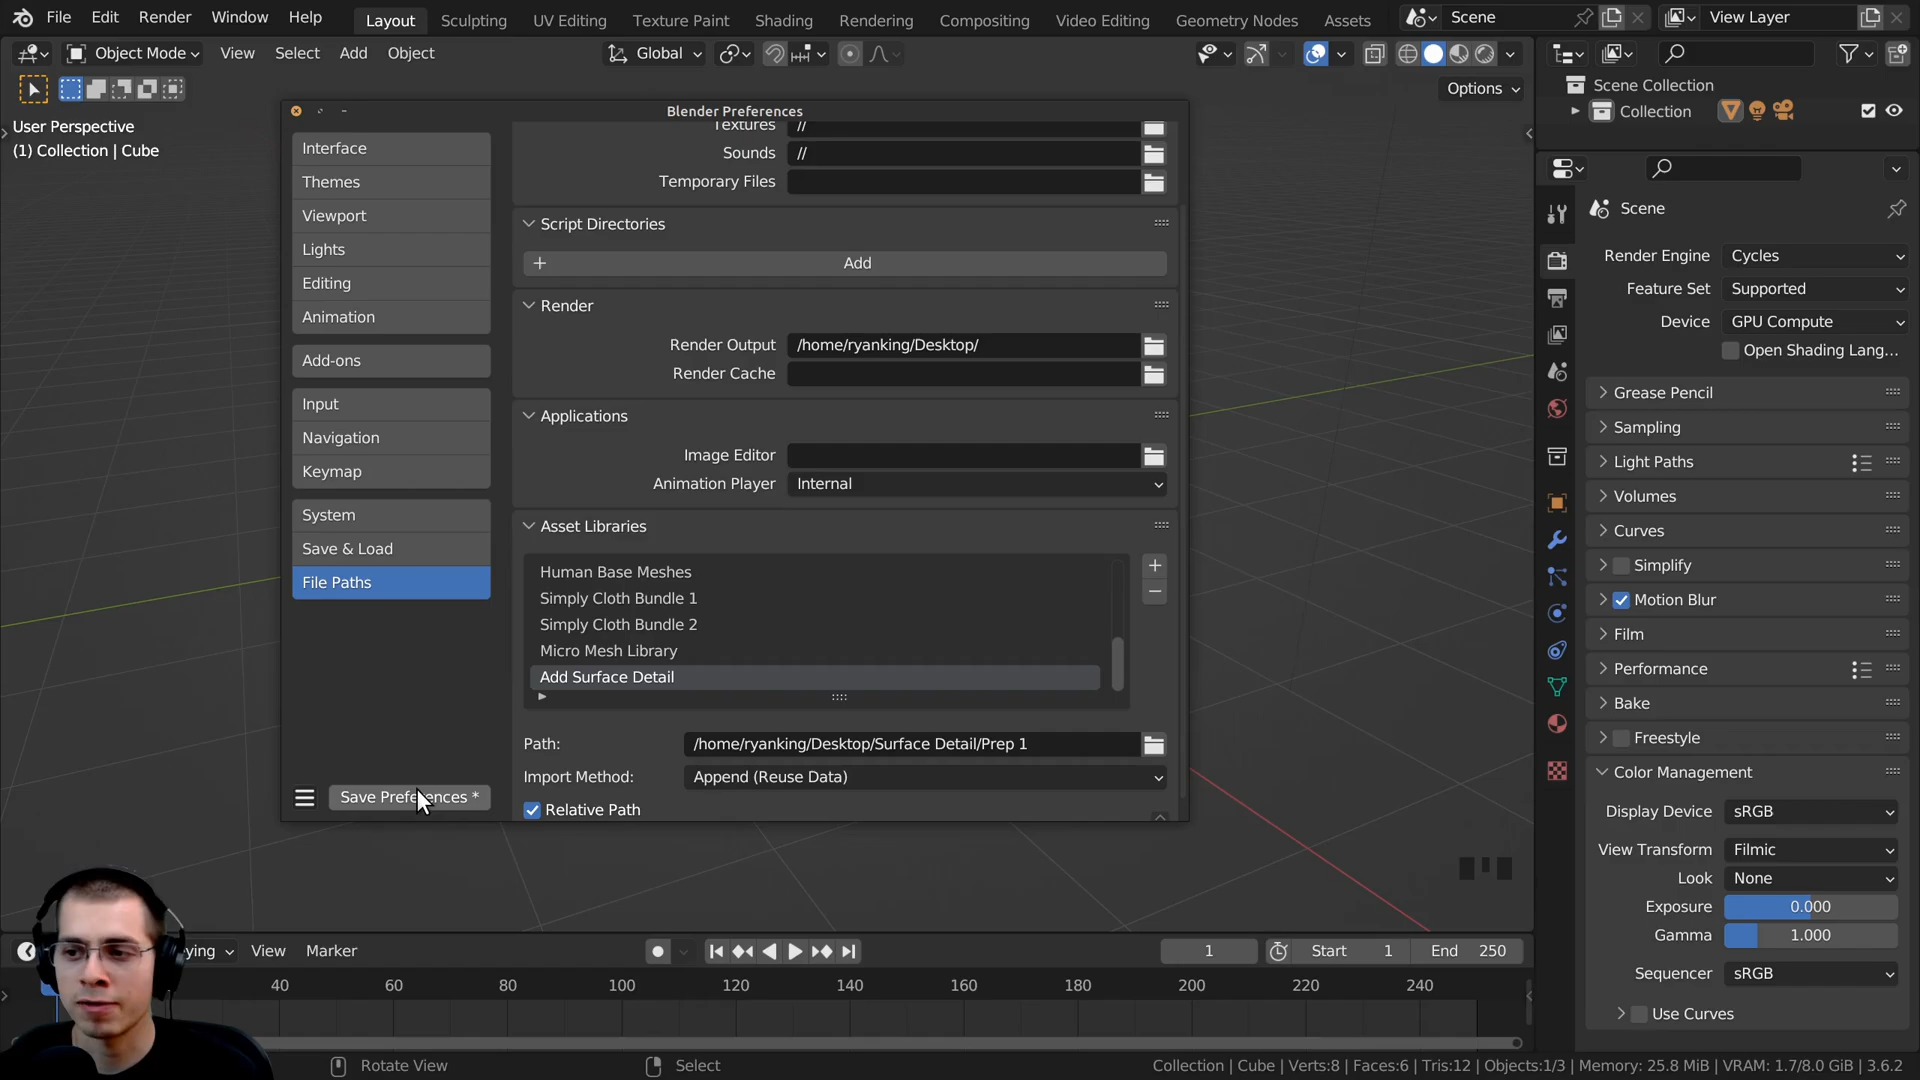 File Edit Render Window Help Layout Sculpting UV Editing Texture Paint Shading Rendering Animation Compositing Video Editing Geometry Nodes Assets Scene View Layer
Object Mode View Select Add Object Global
Options
User Perspective
(1) Collection | Cube
Scene Collection
Collection
Blender Preferences
Interface
Themes
Viewport
Lights
Editing
Animation
Add-ons
Input
Navigation
Keymap
System
Save & Load
File Paths
Save Preferences *
Textures //
Sounds //
Temporary Files
Script Directories
+ Add
Render
Render Output /home/ryanking/Desktop/
Render Cache
Applications
Image Editor
Animation Player Internal
Asset Libraries
Human Base Meshes
Simply Cloth Bundle 1
Simply Cloth Bundle 2
Micro Mesh Library
Add Surface Detail
Path: /home/ryanking/Desktop/Surface Detail/Prep 1
Import Method: Append (Reuse Data)
Relative Path
Scene
Render Engine Cycles
Feature Set Supported
Device GPU Compute
Open Shading Lang...
Grease Pencil
Sampling
Light Paths
Volumes
Curves
Simplify
Motion Blur
Film
Performance
Bake
Freestyle
Color Management
Display Device sRGB
View Transform Filmic
Look None
Exposure 0.000
Gamma 1.000
Sequencer sRGB
Use Curves
ying View Marker 1 Start 1 End 250
40 60 80 100 120 140 160 180 200 220 240
Rotate View Select Collection | Cube | Verts:8 | Faces:6 | Tris:12 | Objects:1/3 | Memory: 25.8 MiB | VRAM: 1.7/8.0 GiB | 3.6.2